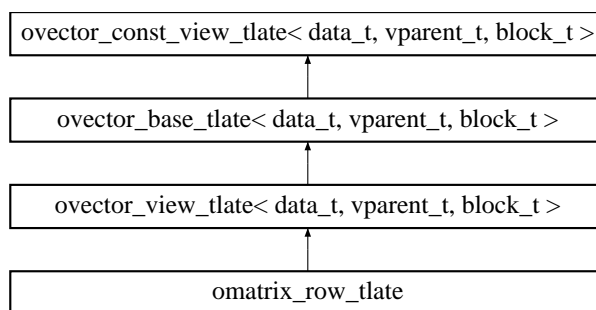 ovector_const_view_tlate< data_t, vparent_t, block_t >
ovector_base_tlate< data_t, vparent_t, block_t >
ovector_view_tlate< data_t, vparent_t, block_t >
omatrix_row_tlate